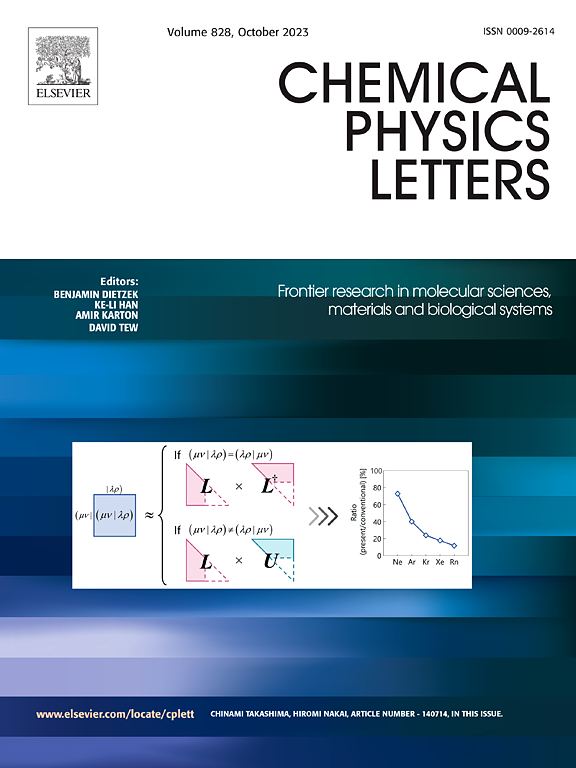 Volume 828, October 2023
ISSN 0009-2614
ELSEVIER
CHEMICAL
PHYSICS
LETTERS
Editors:
BENJAMIN DIETZEK
KE-LI HAN
AMIR KARTON
DAVID TEW
Frontier research in molecular sciences,
materials and biological systems
|λρ)
(μν| (μν|λρ) ≈
If (μν|λρ)=(λρ|μν)
L × L†
If (μν|λρ)≠(λρ|μν)
L × U
Ratio
(present/conventional) [%]
100
80
60
40
20
0
Ne Ar Kr Xe Rn
www.elsevier.com/locate/cplett
CHINAMI TAKASHIMA, HIROMI NAKAI, ARTICLE NUMBER - 140714, IN THIS ISSUE.